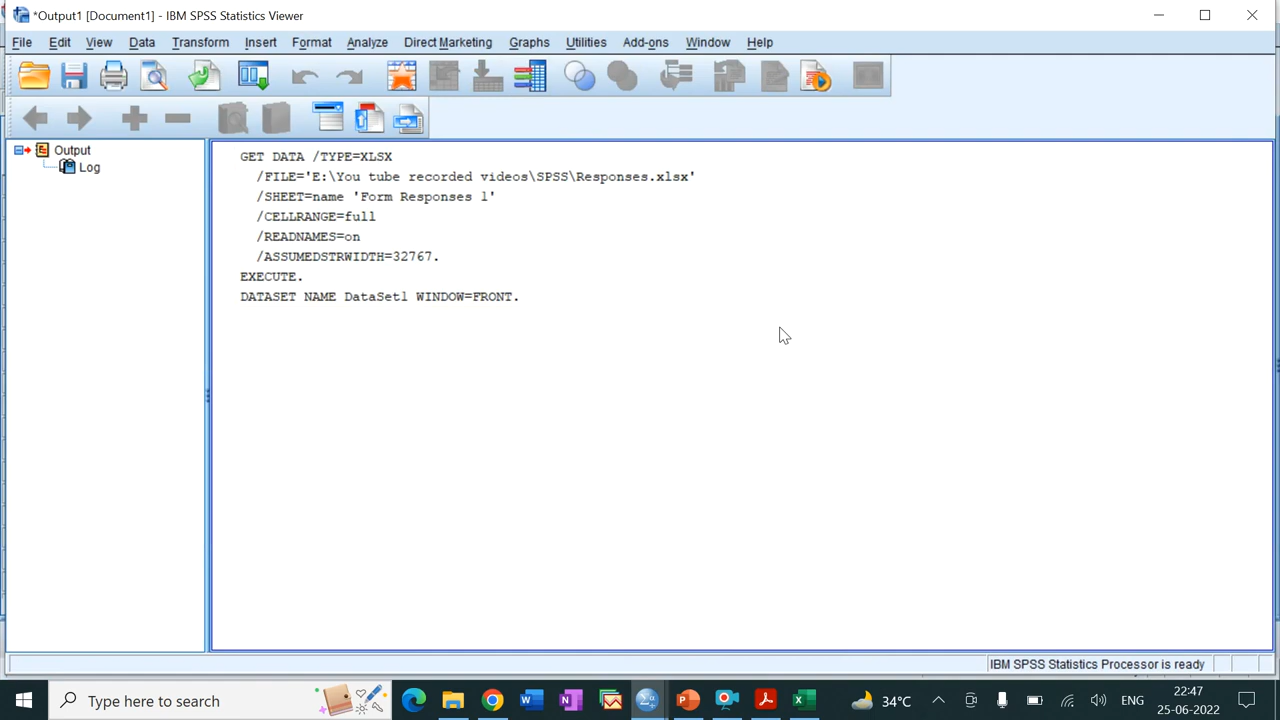 *Output1 [Document1] - IBM SPSS Statistics Viewer
File Edit View Data Transform Insert Format Analyze Direct Marketing Graphs Utilities Add-ons Window Help
Output
Log
GET DATA /TYPE=XLSX
/FILE='E:\You tube recorded videos\SPSS\Responses.xlsx'
/SHEET=name 'Form Responses 1'
/CELLRANGE=full
/READNAMES=on
/ASSUMEDSTRWIDTH=32767.
EXECUTE.
DATASET NAME DataSet1 WINDOW=FRONT.
IBM SPSS Statistics Processor is ready
Type here to search
34°C
ENG
22:47
25-06-2022